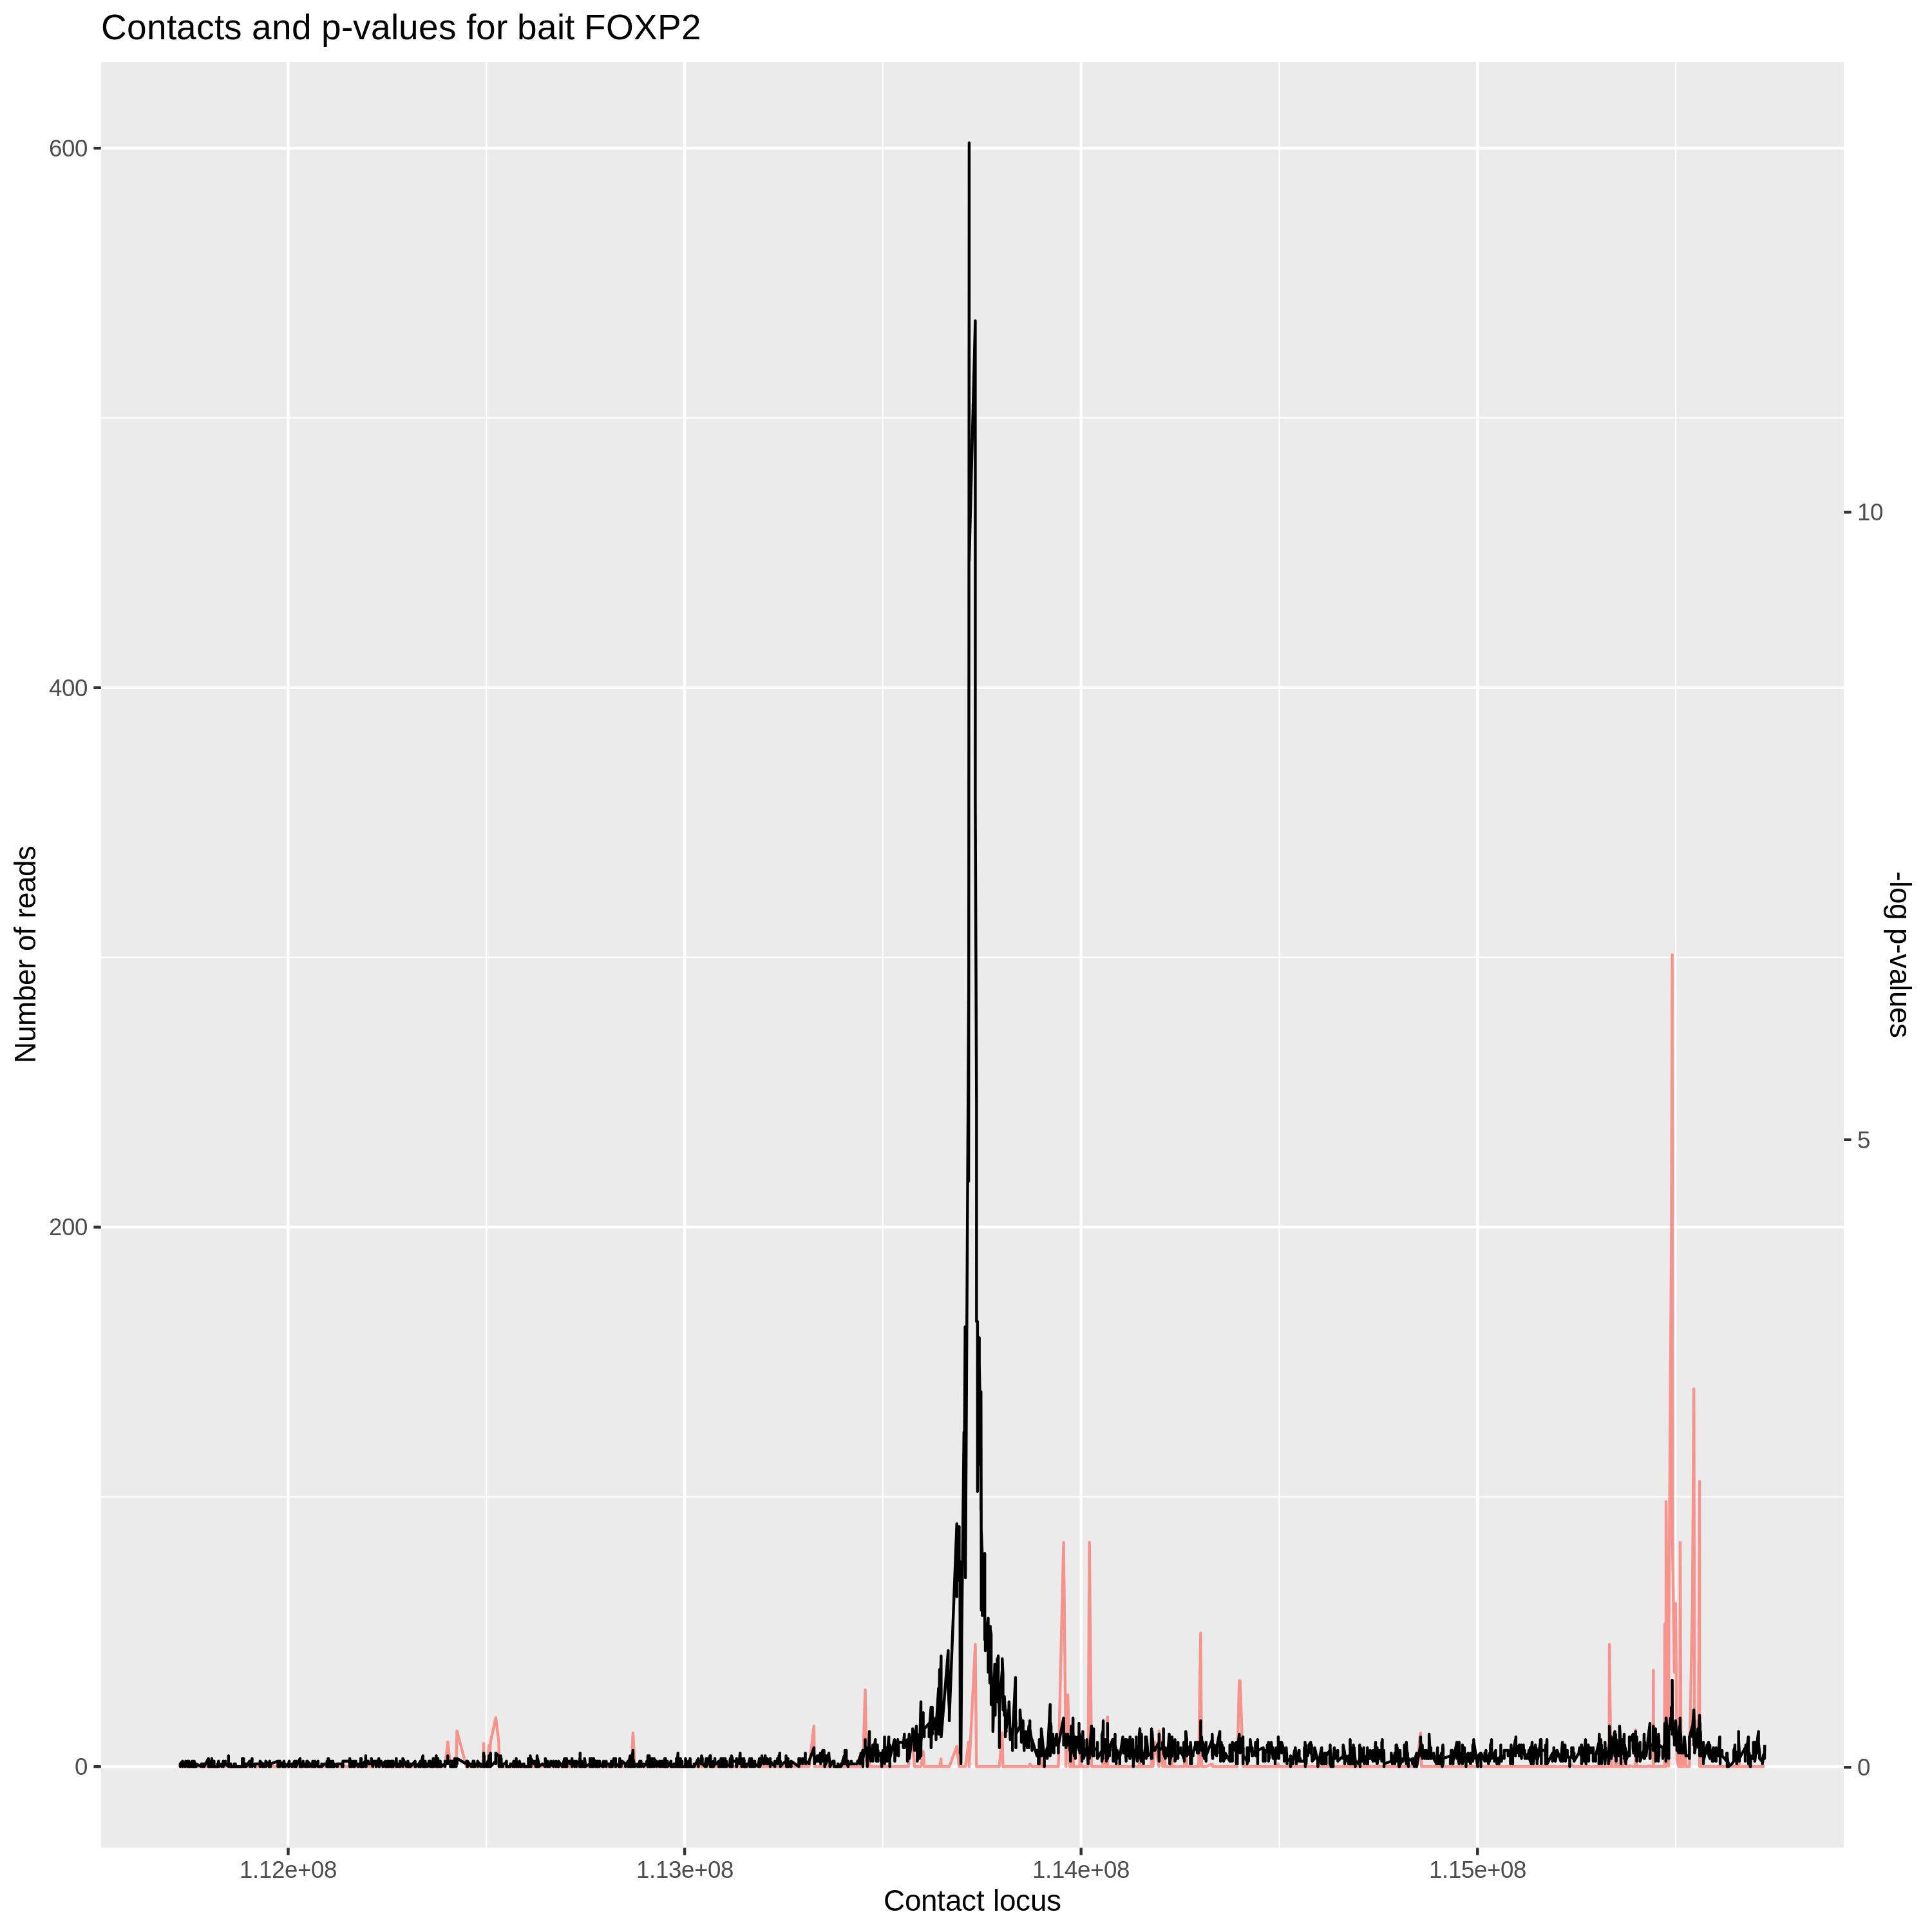 Contacts and p-values for bait FOXP2
600
400
200
0
Number of reads
10
5
0
-log p-values
1.12e+08
1.13e+08
1.14e+08
1.15e+08
Contact locus